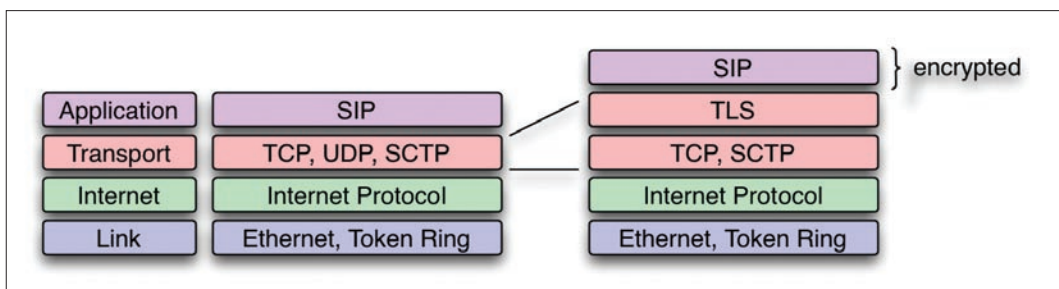 SIP
encrypted
Application
SIP
TLS
Transport
TCP, UDP, SCTP
TCP, SCTP
Internet
Internet Protocol
Internet Protocol
Link
Ethernet, Token Ring
Ethernet, Token Ring